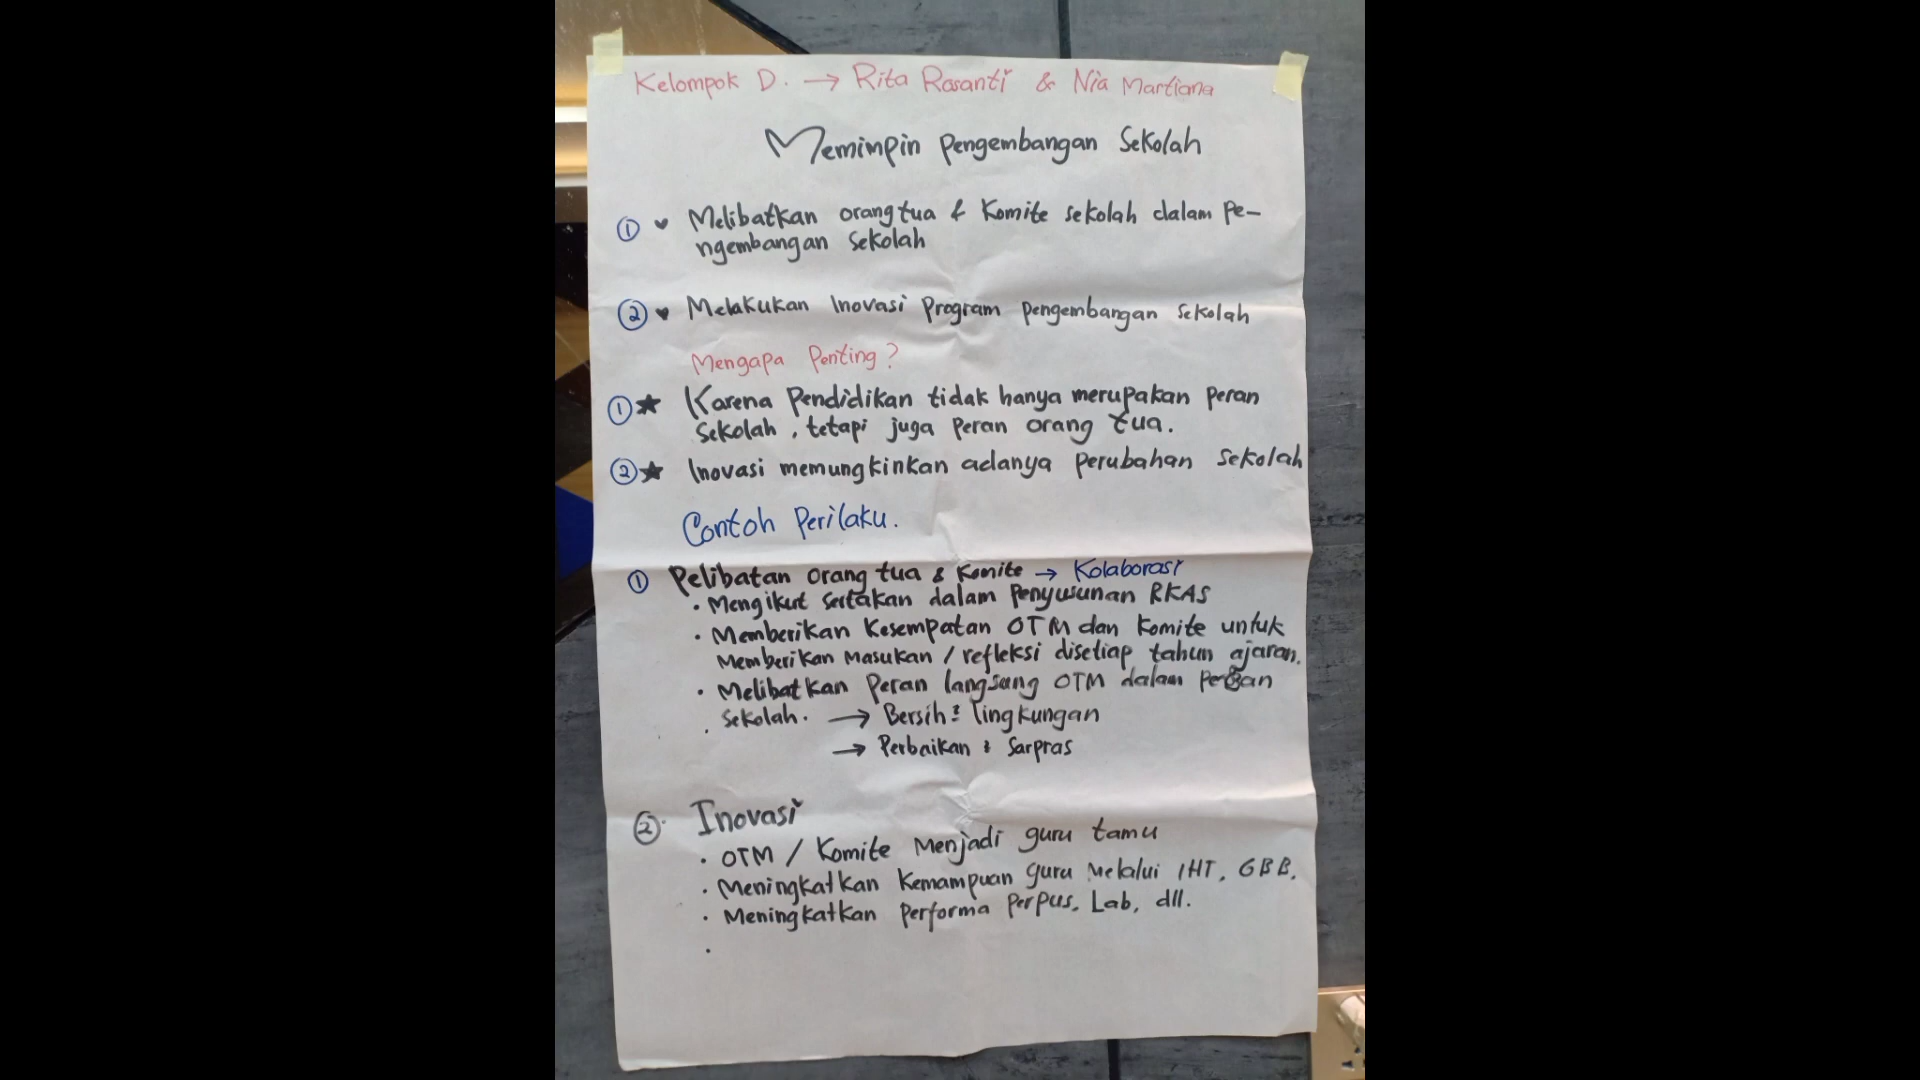 Kelompok D. → Rita Rosanti & Nia Martiana
Memimpin Pengembangan Sekolah
① Melibatkan orangtua & Komite sekolah dalam pe-
ngembangan sekolah
② Melakukan Inovasi Program pengembangan sekolah
Mengapa Penting?
① ★ Karena Pendidikan tidak hanya merupakan peran
sekolah, tetapi juga peran orang tua.
② ★ Inovasi memungkinkan adanya perubahan sekolah
Contoh Perilaku.
① Pelibatan orang tua & Komite → Kolaborasi
• Mengikut sertakan dalam Penyusunan RKAS
• Memberikan Kesempatan OTM dan Komite untuk
Memberikan Masukan / refleksi disetiap tahun ajaran.
• Melibatkan Peran langsung OTM dalam
sekolah. → Bersih² lingkungan
→ Perbaikan² Sarpras
②. Inovasi
• OTM / Komite Menjadi guru tamu
• Meningkatkan Kemampuan guru Melalui IHT, GBB,
• Meningkatkan Performa Perpus, Lab, dll.
•